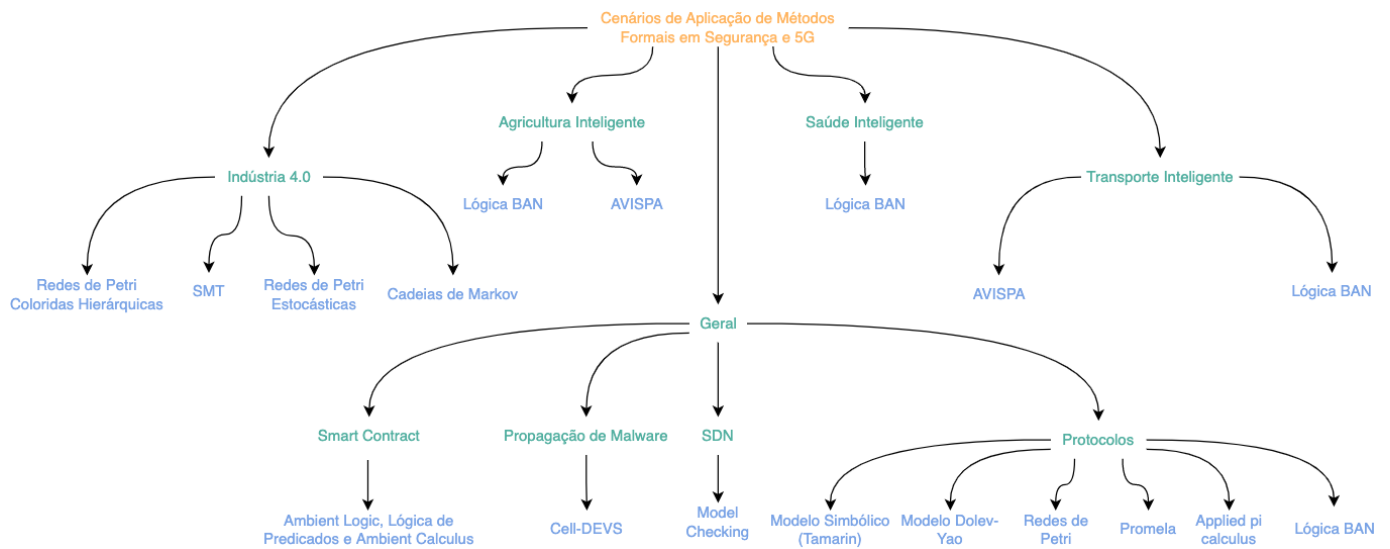 Cenários de Aplicação de Métodos
Formais em Segurança e 5G
Agricultura Inteligente
Saúde Inteligente
Indústria 4.0
Transporte Inteligente
Lógica BAN
AVISPA
Lógica BAN
Redes de Petri
Coloridas Hierárquicas
SMT
Redes de Petri
Estocásticas
Cadeias de Markov
AVISPA
Lógica BAN
Geral
Smart Contract
Propagação de Malware
SDN
Protocolos
Ambient Logic, Lógica de
Predicados e Ambient Calculus
Cell-DEVS
Model
Checking
Modelo Simbólico
(Tamarin)
Modelo Dolev-
Yao
Redes de
Petri
Promela
Applied pi
calculus
Lógica BAN